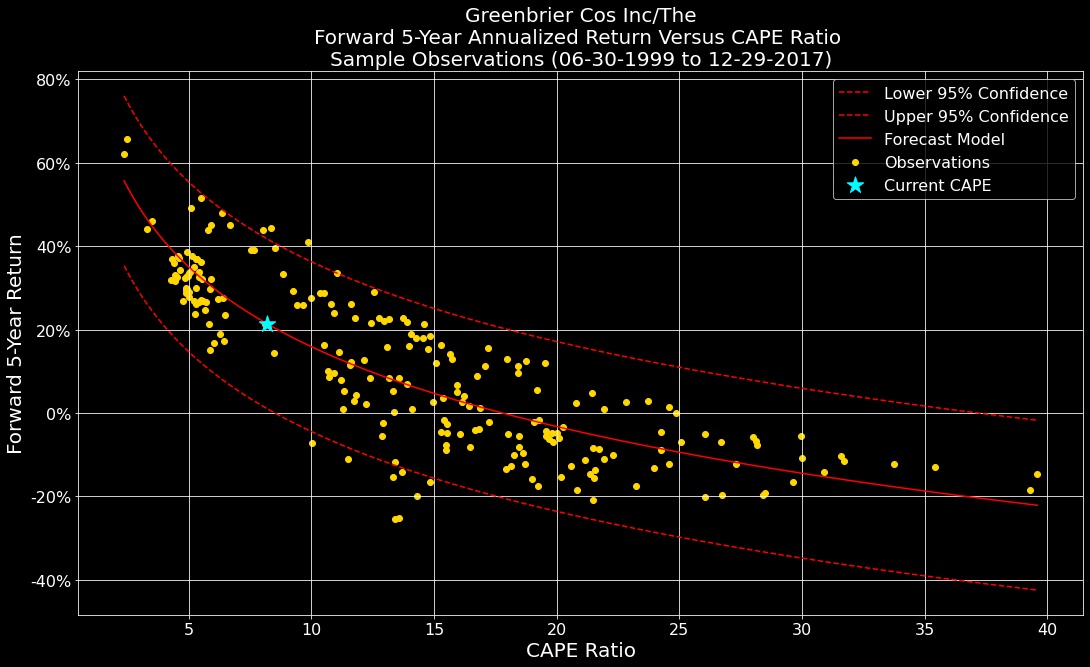 Greenbrier Cos Inc/The
Forward 5-Year Annualized Return Versus CAPE Ratio
Sample Observations (06-30-1999 to 12-29-2017)
Lower 95% Confidence
Upper 95% Confidence
Forecast Model
Observations
Current CAPE
Forward 5-Year Return
80%
60%
40%
20%
0%
-20%
-40%
5 10 15 20 25 30 35 40
CAPE Ratio